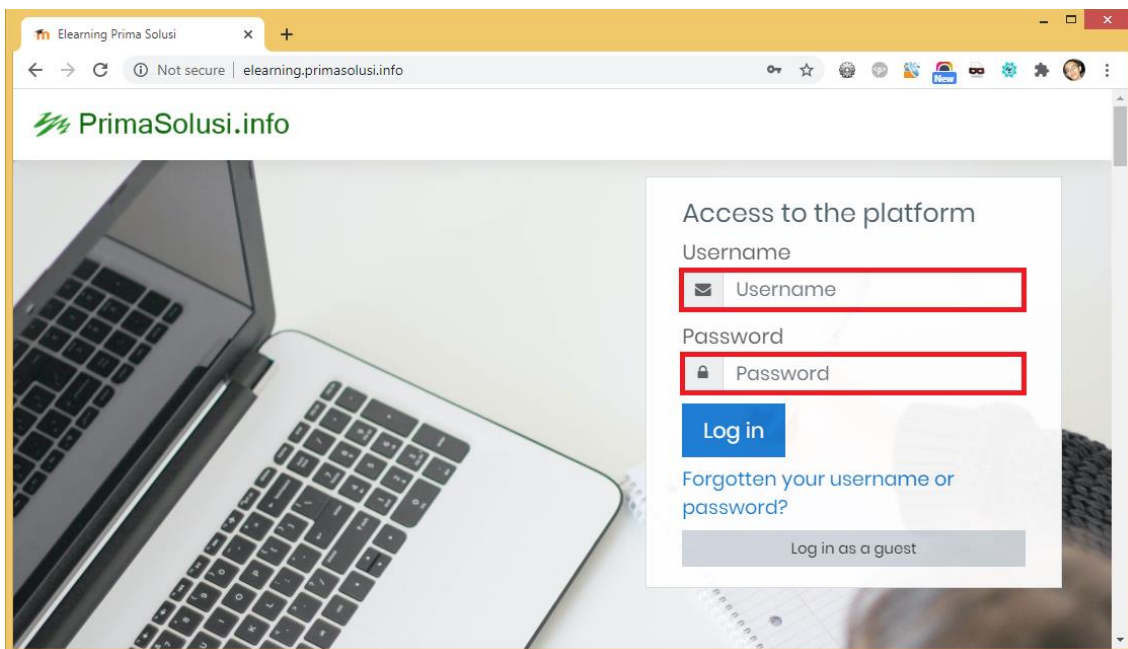 Elearning Prima Solusi
Not secure | elearning.primasolusi.info
New
PrimaSolusi.info
Access to the platform
Username
Username
Password
Password
Log in
Forgotten your username or
password?
Log in as a guest